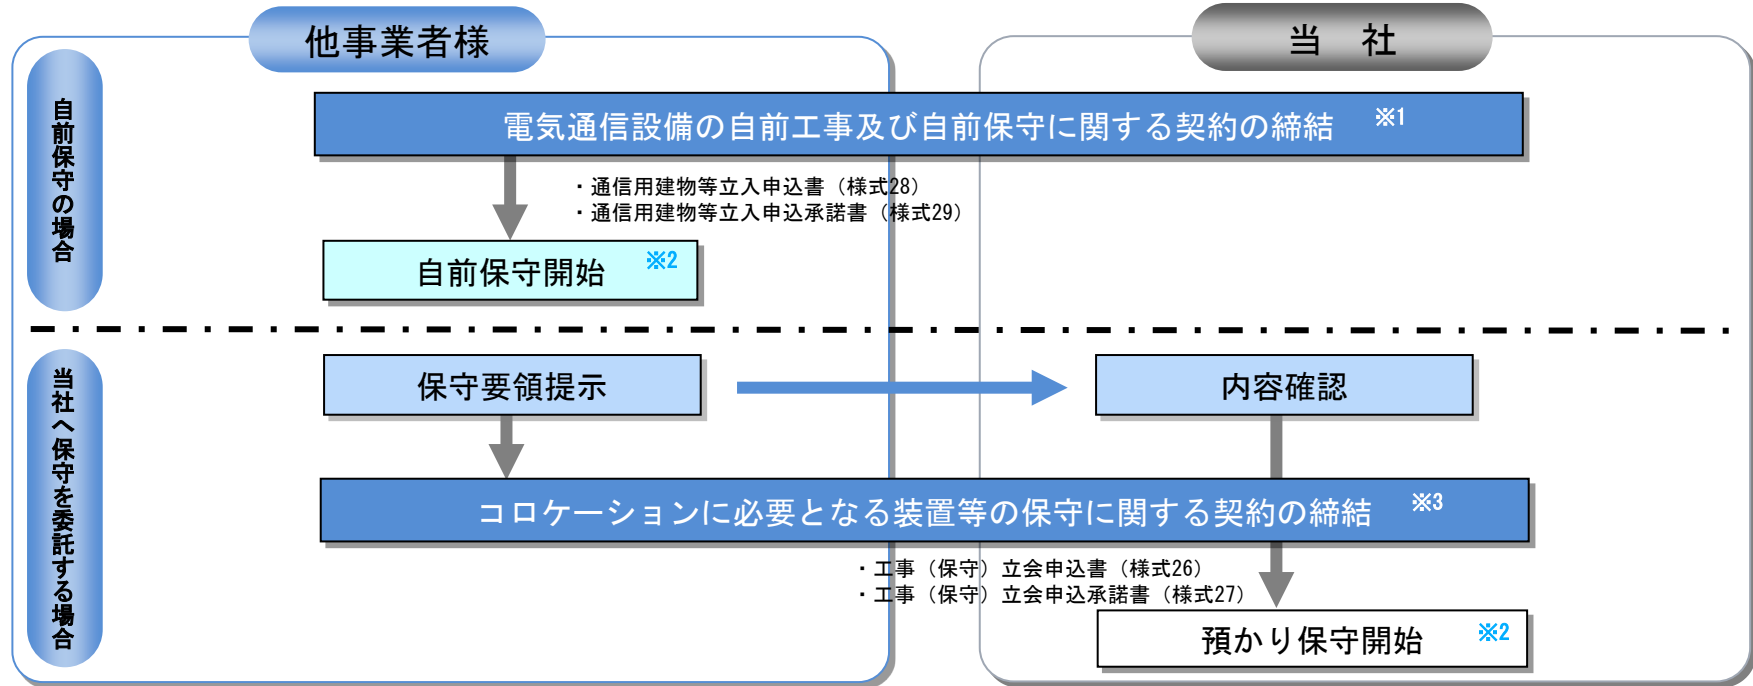 他事業者様
当　社
自前保守の場合
電気通信設備の自前工事及び自前保守に関する契約の締結 ※1
・通信用建物等立入申込書（様式28）
・通信用建物等立入申込承諾書（様式29）
自前保守開始 ※2
当社へ保守を委託する場合
保守要領提示
内容確認
コロケーションに必要となる装置等の保守に関する契約の締結 ※3
・工事（保守）立会申込書（様式26）
・工事（保守）立会申込承諾書（様式27）
預かり保守開始 ※2